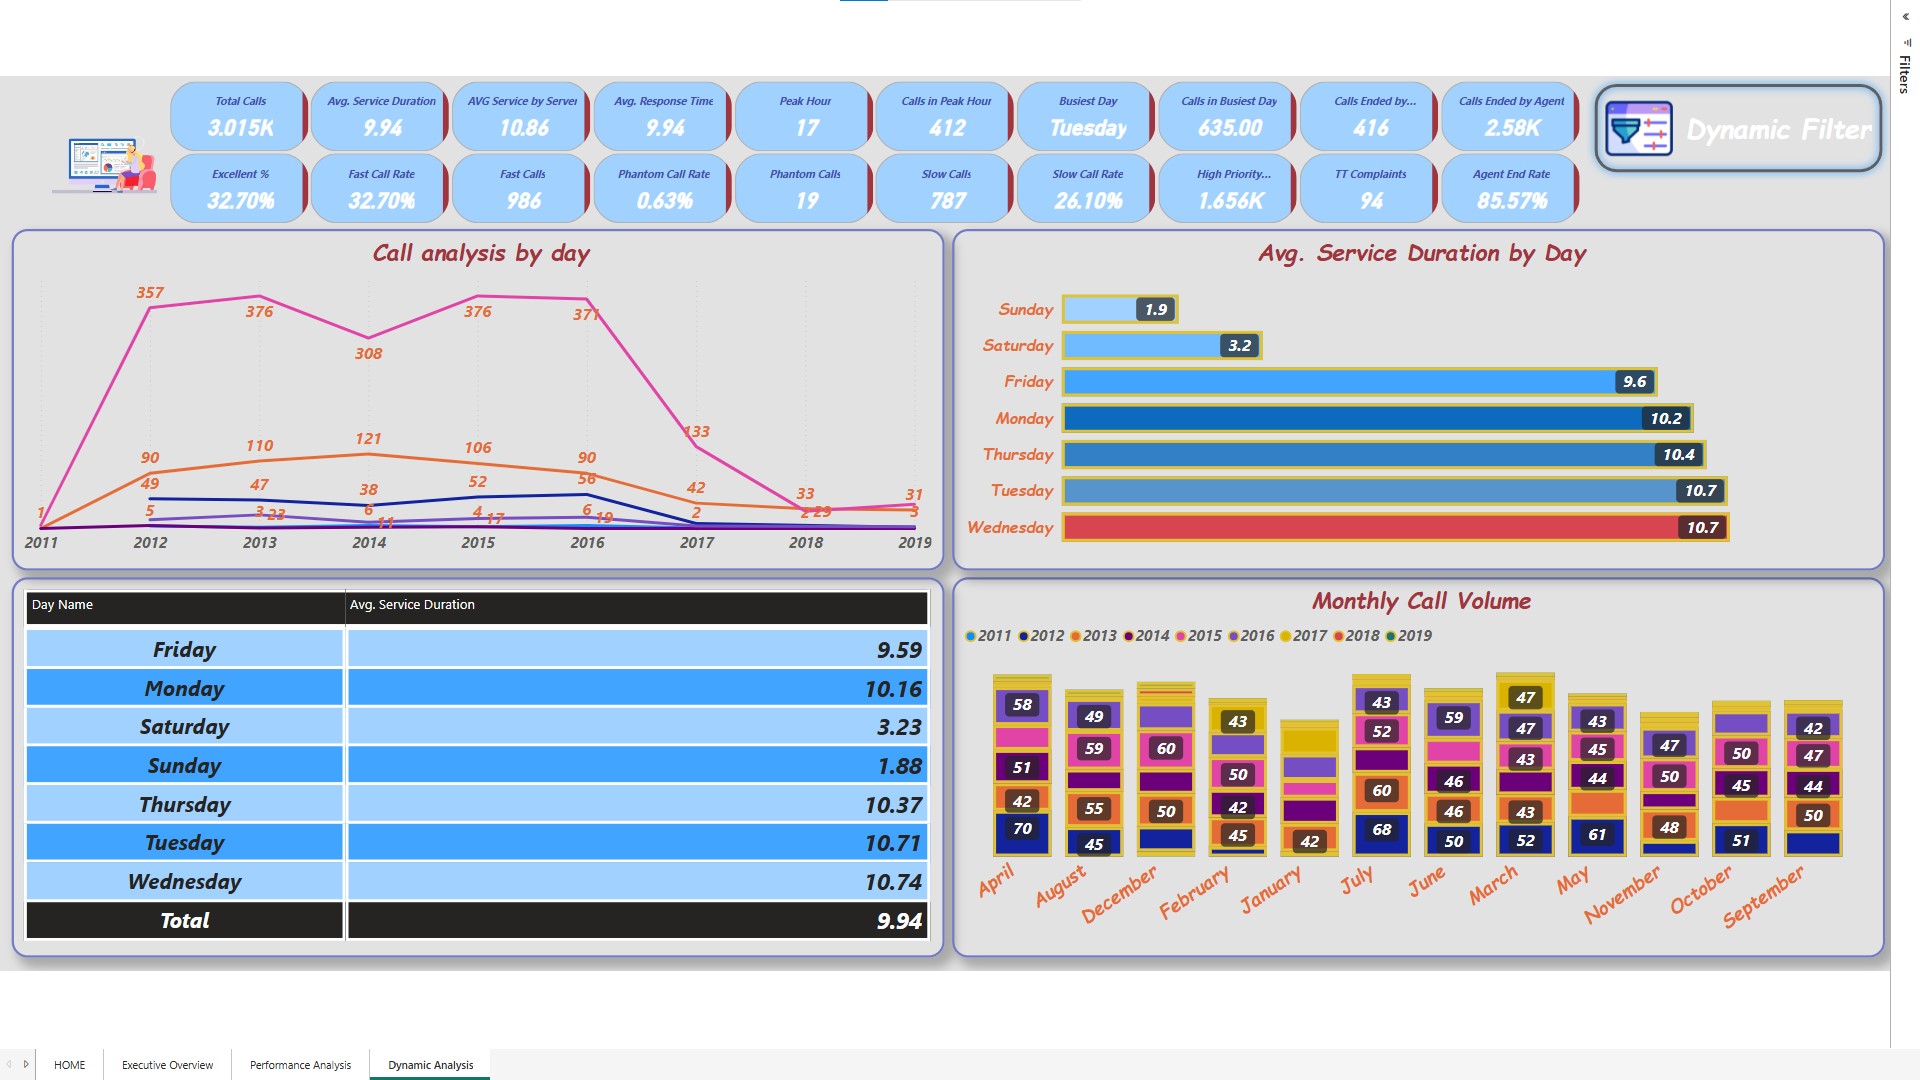 Filters
Total Calls
3.015K
Avg. Service Duration
9.94
AVG Service by Server
10.86
Avg. Response Time
9.94
Peak Hour
17
Calls in Peak Hour
412
Busiest Day
Tuesday
Calls in Busiest Day
635.00
Calls Ended by...
416
Calls Ended by Agent
2.58K
Dynamic Filter
Excellent %
32.70%
Fast Call Rate
32.70%
Fast Calls
986
Phantom Call Rate
0.63%
Phantom Calls
19
Slow Calls
787
Slow Call Rate
26.10%
High Priority...
1.656K
TT Complaints
94
Agent End Rate
85.57%
Call analysis by day
357
376
308
376
371
133
33
31
90
110
121
106
90
42
29
3
49
47
38
52
56
2
2
1
5
3
23
6
11
4
17
6
19
2011 2012 2013 2014 2015 2016 2017 2018 2019
Avg. Service Duration by Day
Sunday 1.9
Saturday 3.2
Friday 9.6
Monday 10.2
Thursday 10.4
Tuesday 10.7
Wednesday 10.7
Day Name Avg. Service Duration
Friday 9.59
Monday 10.16
Saturday 3.23
Sunday 1.88
Thursday 10.37
Tuesday 10.71
Wednesday 10.74
Total 9.94
Monthly Call Volume
2011 2012 2013 2014 2015 2016 2017 2018 2019
58
51
42
70
49
59
55
45
60
50
43
50
42
45
42
43
52
60
68
59
46
46
50
47
47
43
43
52
43
45
44
61
47
50
48
50
45
51
42
47
44
50
April August December February January July June March May November October September
HOME Executive Overview Performance Analysis Dynamic Analysis